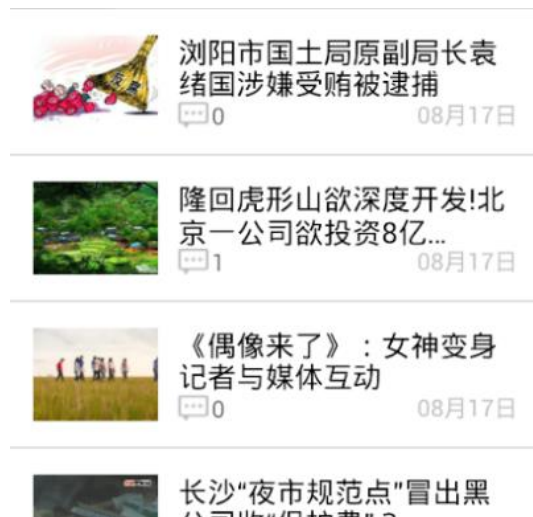 浏阳市国土局原副局长袁
绪国涉嫌受贿被逮捕
0 08月17日
隆回虎形山欲深度开发!北
京一公司欲投资8亿...
1 08月17日
《偶像来了》：女神变身
记者与媒体互动
0 08月17日
长沙“夜市规范点”冒出黑